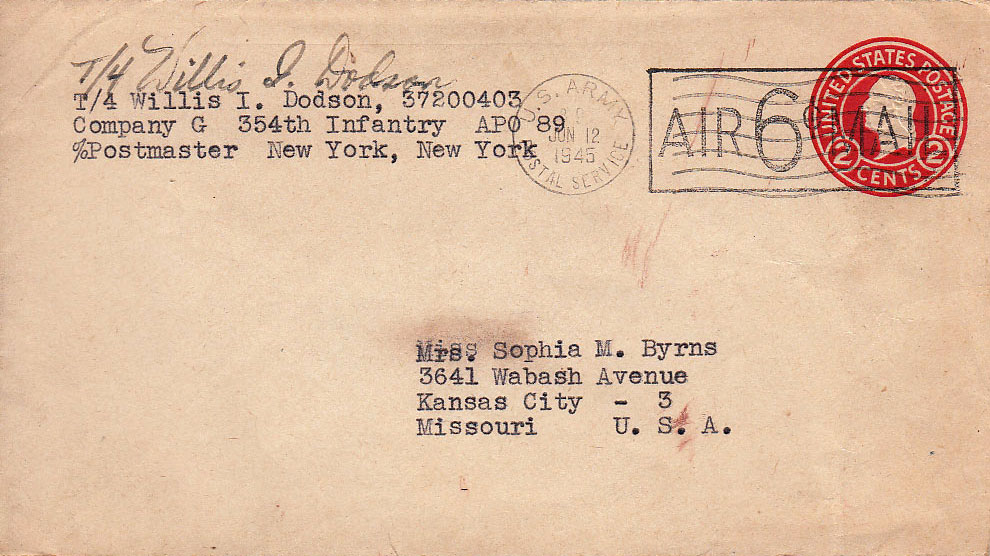 T/4 Willis I. Dodson
T/4 Willis I. Dodson, 37200403
Company G 354th Infantry APO 89
%Postmaster New York, New York
U.S. ARMY
JUN 12
1945
POSTAL SERVICE
AIR 6¢ MAIL
UNITED STATES POSTAGE
2 CENTS 2
Mrs. Sophia M. Byrns
3641 Wabash Avenue
Kansas City - 3
Missouri U. S. A.